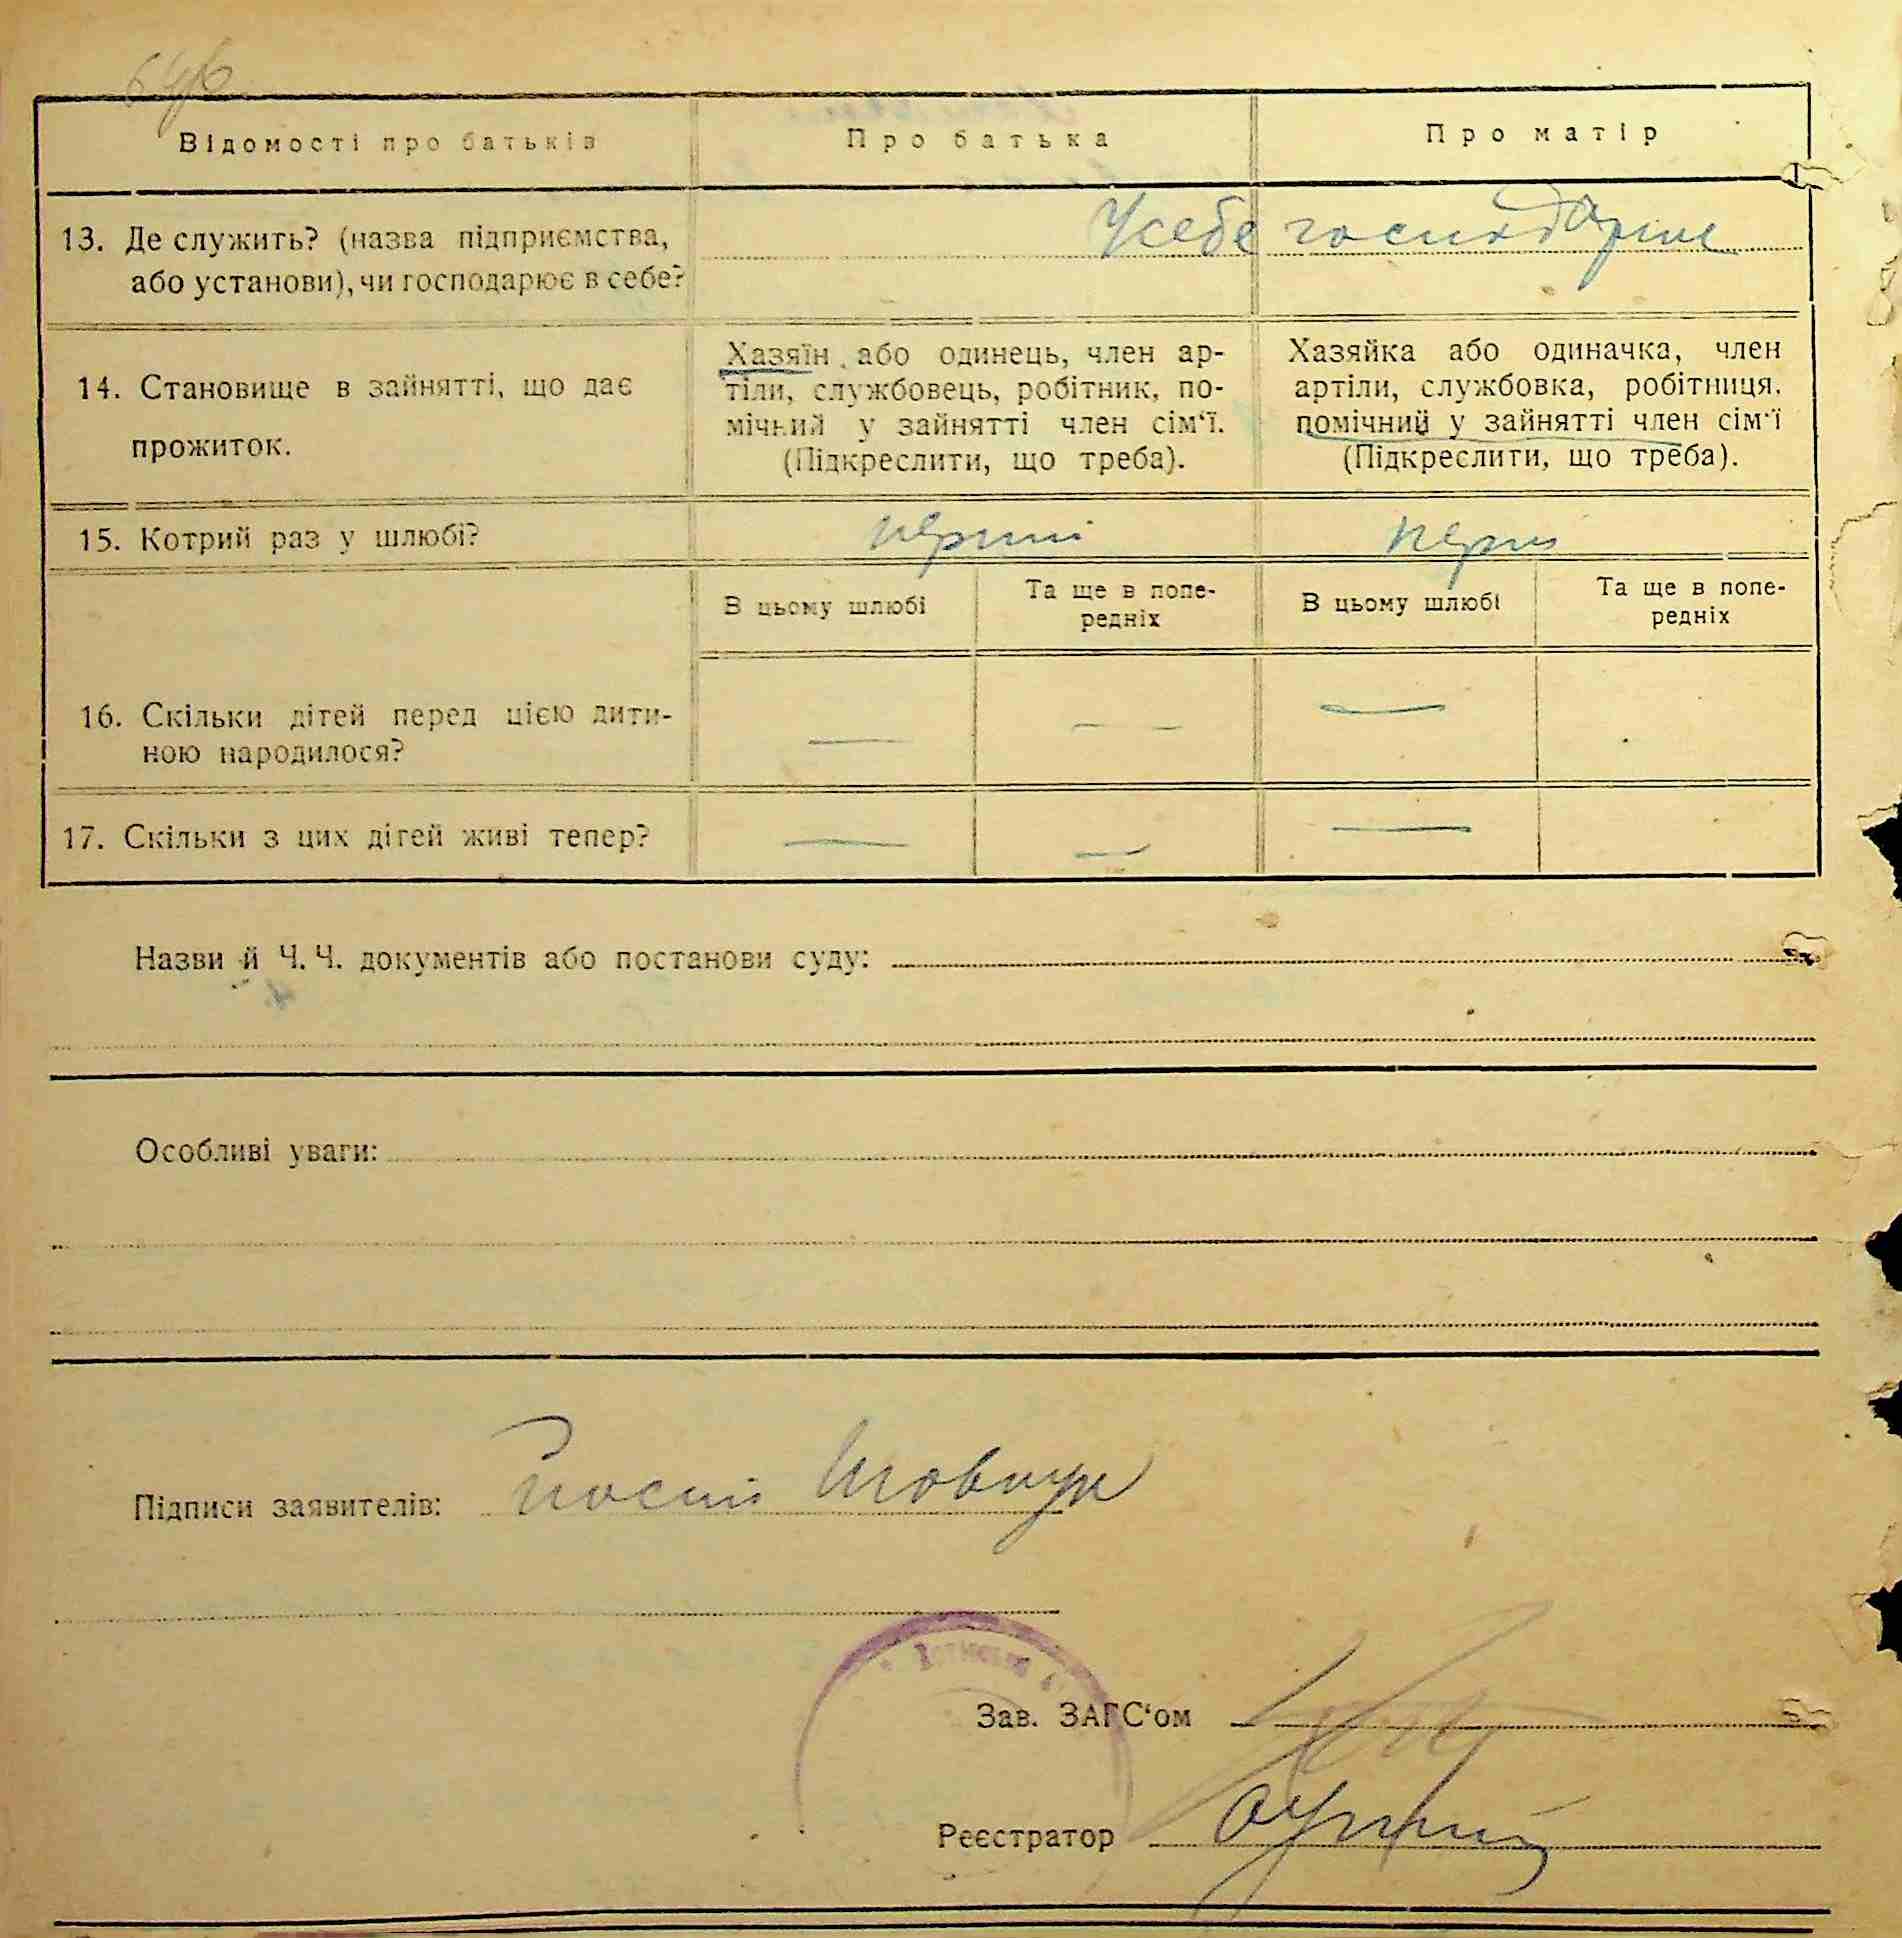 Відомості про батьків
Про батька
Про матір
13. Де служить? (назва підприємства,
або установи), чи господарює в себе?
Усебе господарює
14. Становище в зайнятті, що дає
прожиток.
Хазяїн або одинець, член ар-
тіли, службовець, робітник, по-
мічний у зайнятті член сім‘ї.
(Підкреслити, що треба).
Хазяйка або одиначка, член
артіли, службовка, робітниця,
помічний у зайнятті член сім‘ї
(Підкреслити, що треба).
15. Котрий раз у шлюбі?
перший
перш
В цьому шлюбі
Та ще в попе-
редніх
В цьому шлюбі
Та ще в попе-
редніх
16. Скільки дітей перед цією дити-
ною народилося?
— — — —
17. Скільки з цих дітей живі тепер?
— — —
Назви й Ч. Ч. документів або постанови суду:
Особливі уваги:
Підписи заявителів:
Зав. ЗАГС‘ом
Реєстратор